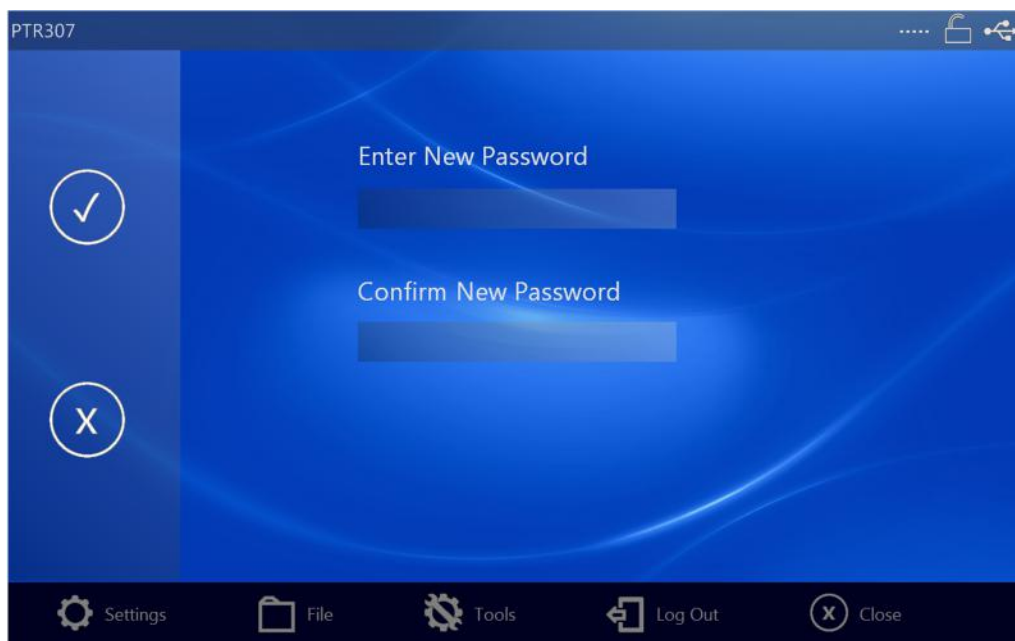 PTR307
Enter New Password
Confirm New Password
X
Settings
File
Tools
Log Out
X
Close